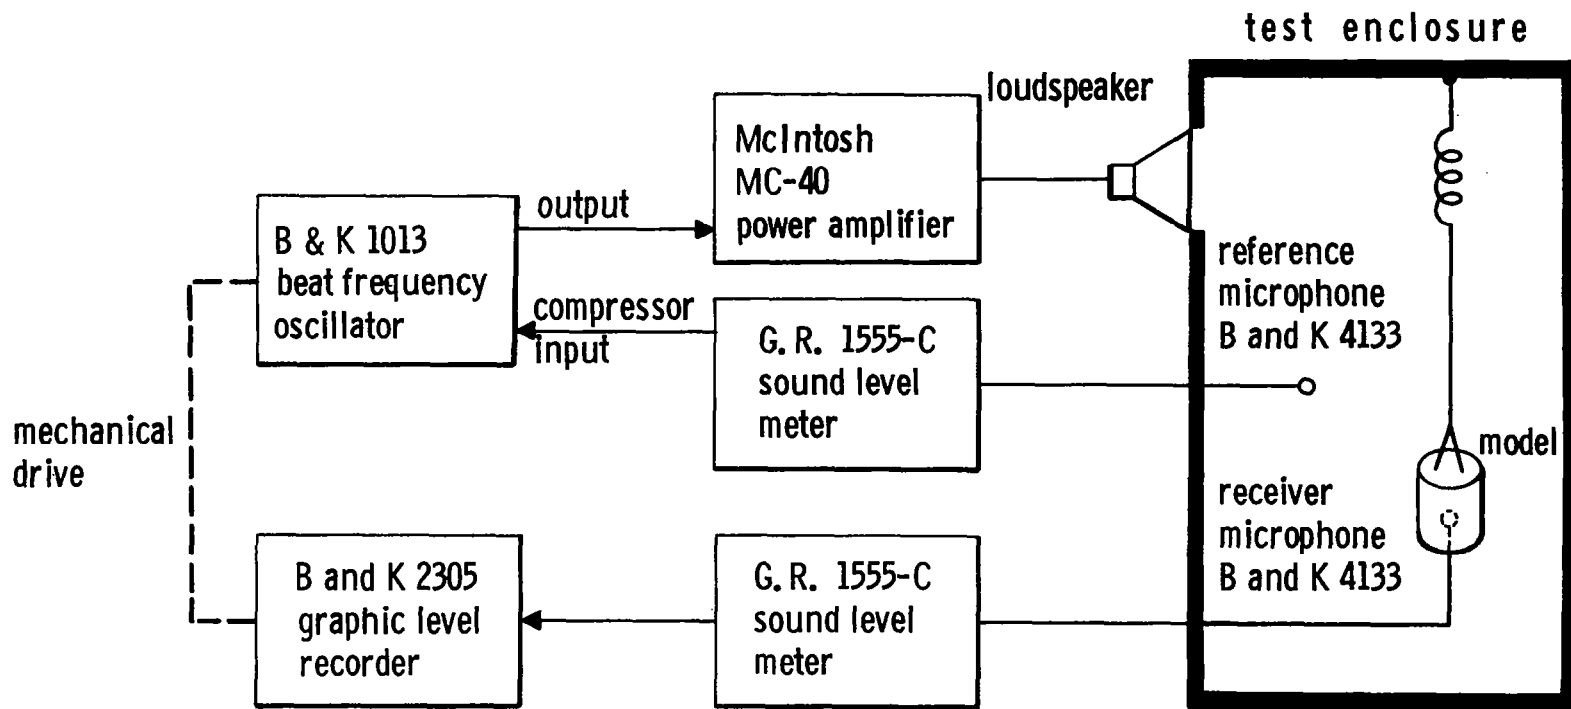 test enclosure
loudspeaker
McIntosh
MC-40
power amplifier
output
B & K 1013
beat frequency
oscillator
compressor
input
G. R. 1555-C
sound level
meter
reference
microphone
B and K 4133
mechanical
drive
model
receiver
microphone
B and K 4133
B and K 2305
graphic level
recorder
G. R. 1555-C
sound level
meter